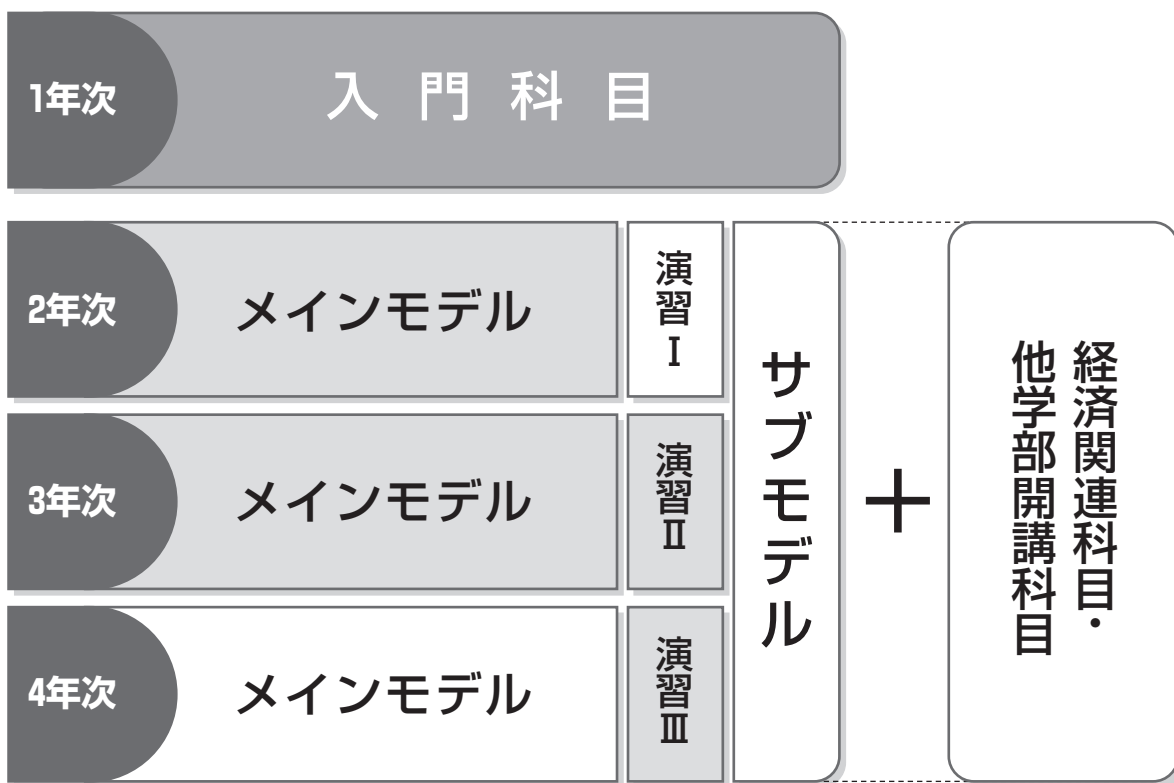 1年次
入門科目
2年次
メインモデル
演習Ⅰ
3年次
メインモデル
演習Ⅱ
4年次
メインモデル
演習Ⅲ
サブモデル
＋
経済関連科目・
他学部開講科目